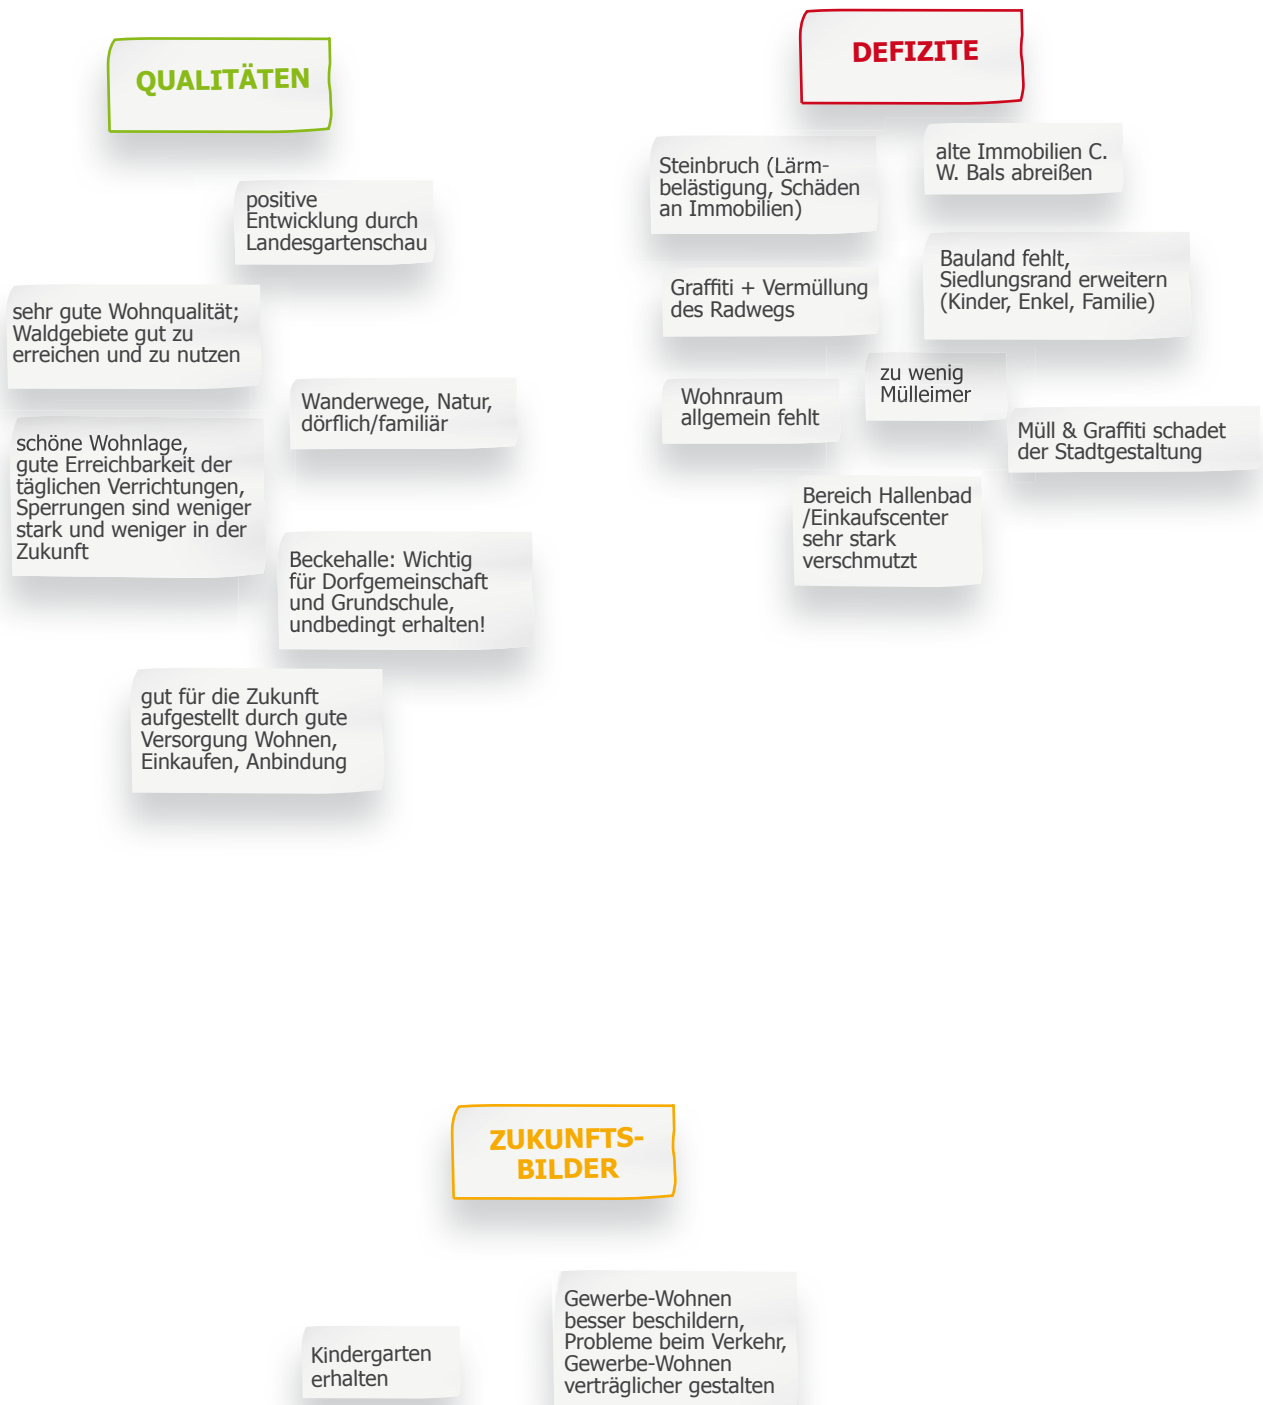 QUALITÄTEN
positive
Entwicklung durch
Landesgartenschau
sehr gute Wohnqualität;
Waldgebiete gut zu
erreichen und zu nutzen
Wanderwege, Natur,
dörflich/familiär
schöne Wohnlage,
gute Erreichbarkeit der
täglichen Verrichtungen,
Sperrungen sind weniger
stark und weniger in der
Zukunft
Beckehalle: Wichtig
für Dorfgemeinschaft
und Grundschule,
undbedingt erhalten!
gut für die Zukunft
aufgestellt durch gute
Versorgung Wohnen,
Einkaufen, Anbindung
DEFIZITE
Steinbruch (Lärm-
belästigung, Schäden
an Immobilien)
alte Immobilien C.
W. Bals abreißen
Graffiti + Vermüllung
des Radwegs
Bauland fehlt,
Siedlungsrand erweitern
(Kinder, Enkel, Familie)
Wohnraum
allgemein fehlt
zu wenig
Mülleimer
Müll & Graffiti schadet
der Stadtgestaltung
Bereich Hallenbad
/Einkaufscenter
sehr stark
verschmutzt
ZUKUNFTS-
BILDER
Kindergarten
erhalten
Gewerbe-Wohnen
besser beschildern,
Probleme beim Verkehr,
Gewerbe-Wohnen
verträglicher gestalten